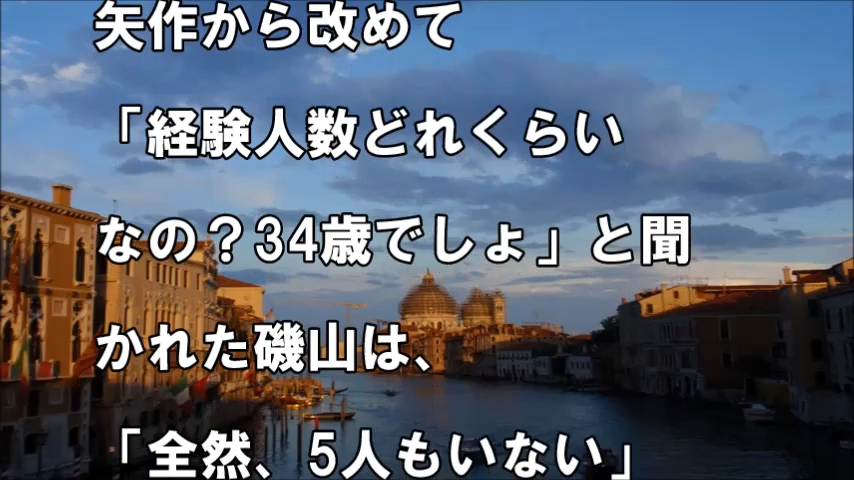 矢作から改めて
「経験人数どれくらい
なの？34歳でしょ」と聞
かれた磯山は、
「全然、5人もいない」